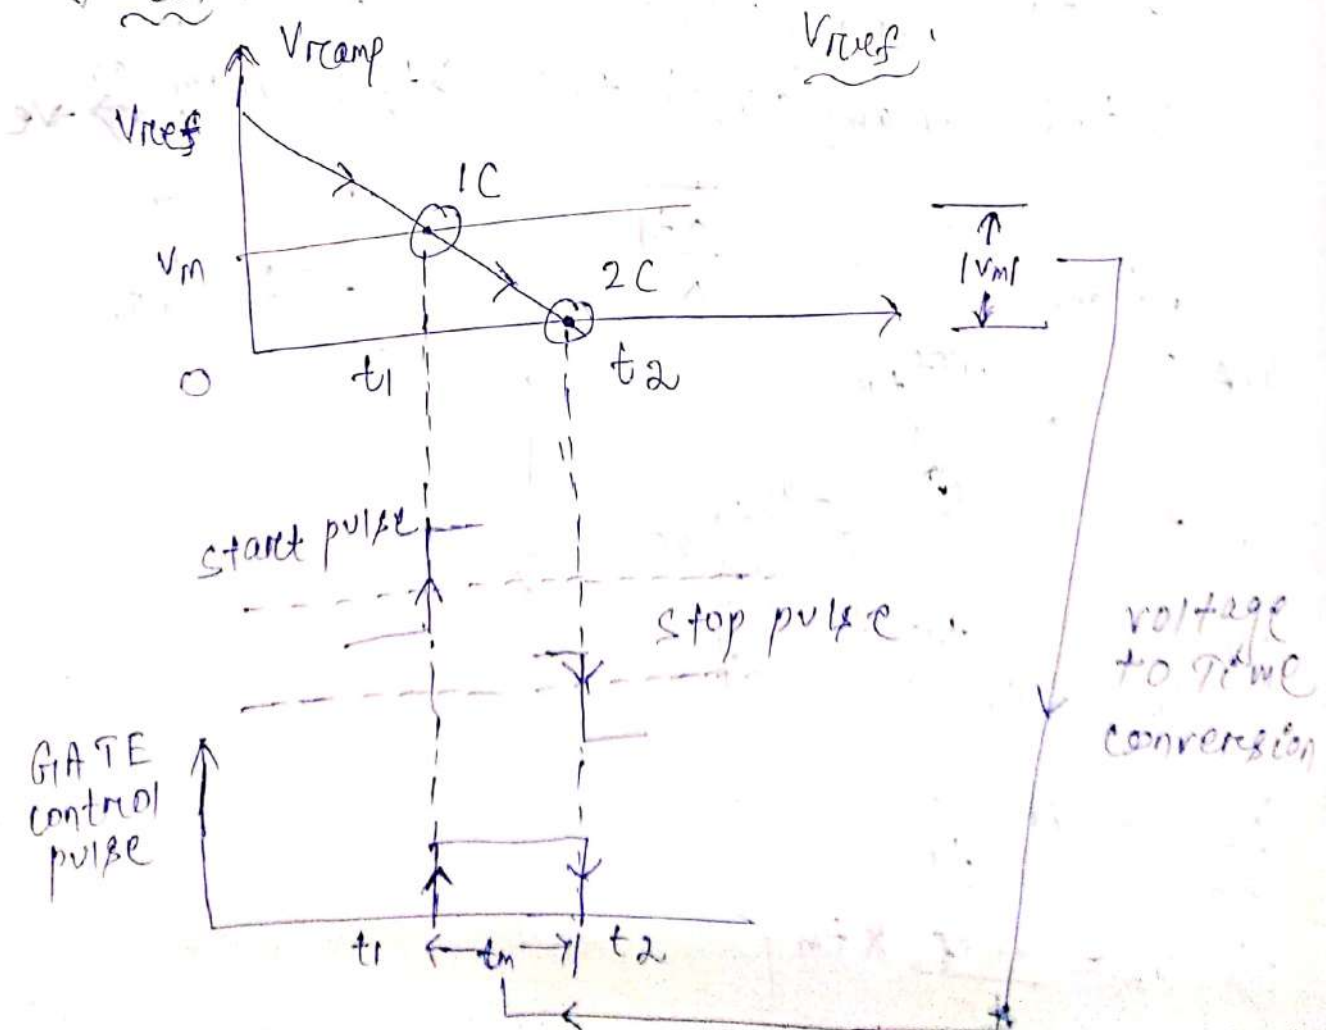 Vramp
Vref
Vref
1C
Vm
2C
|Vm|
O
t1
t2
start pulse
stop pulse
voltage
to Time
conversion
GATE
control
pulse
t1
tm
t2